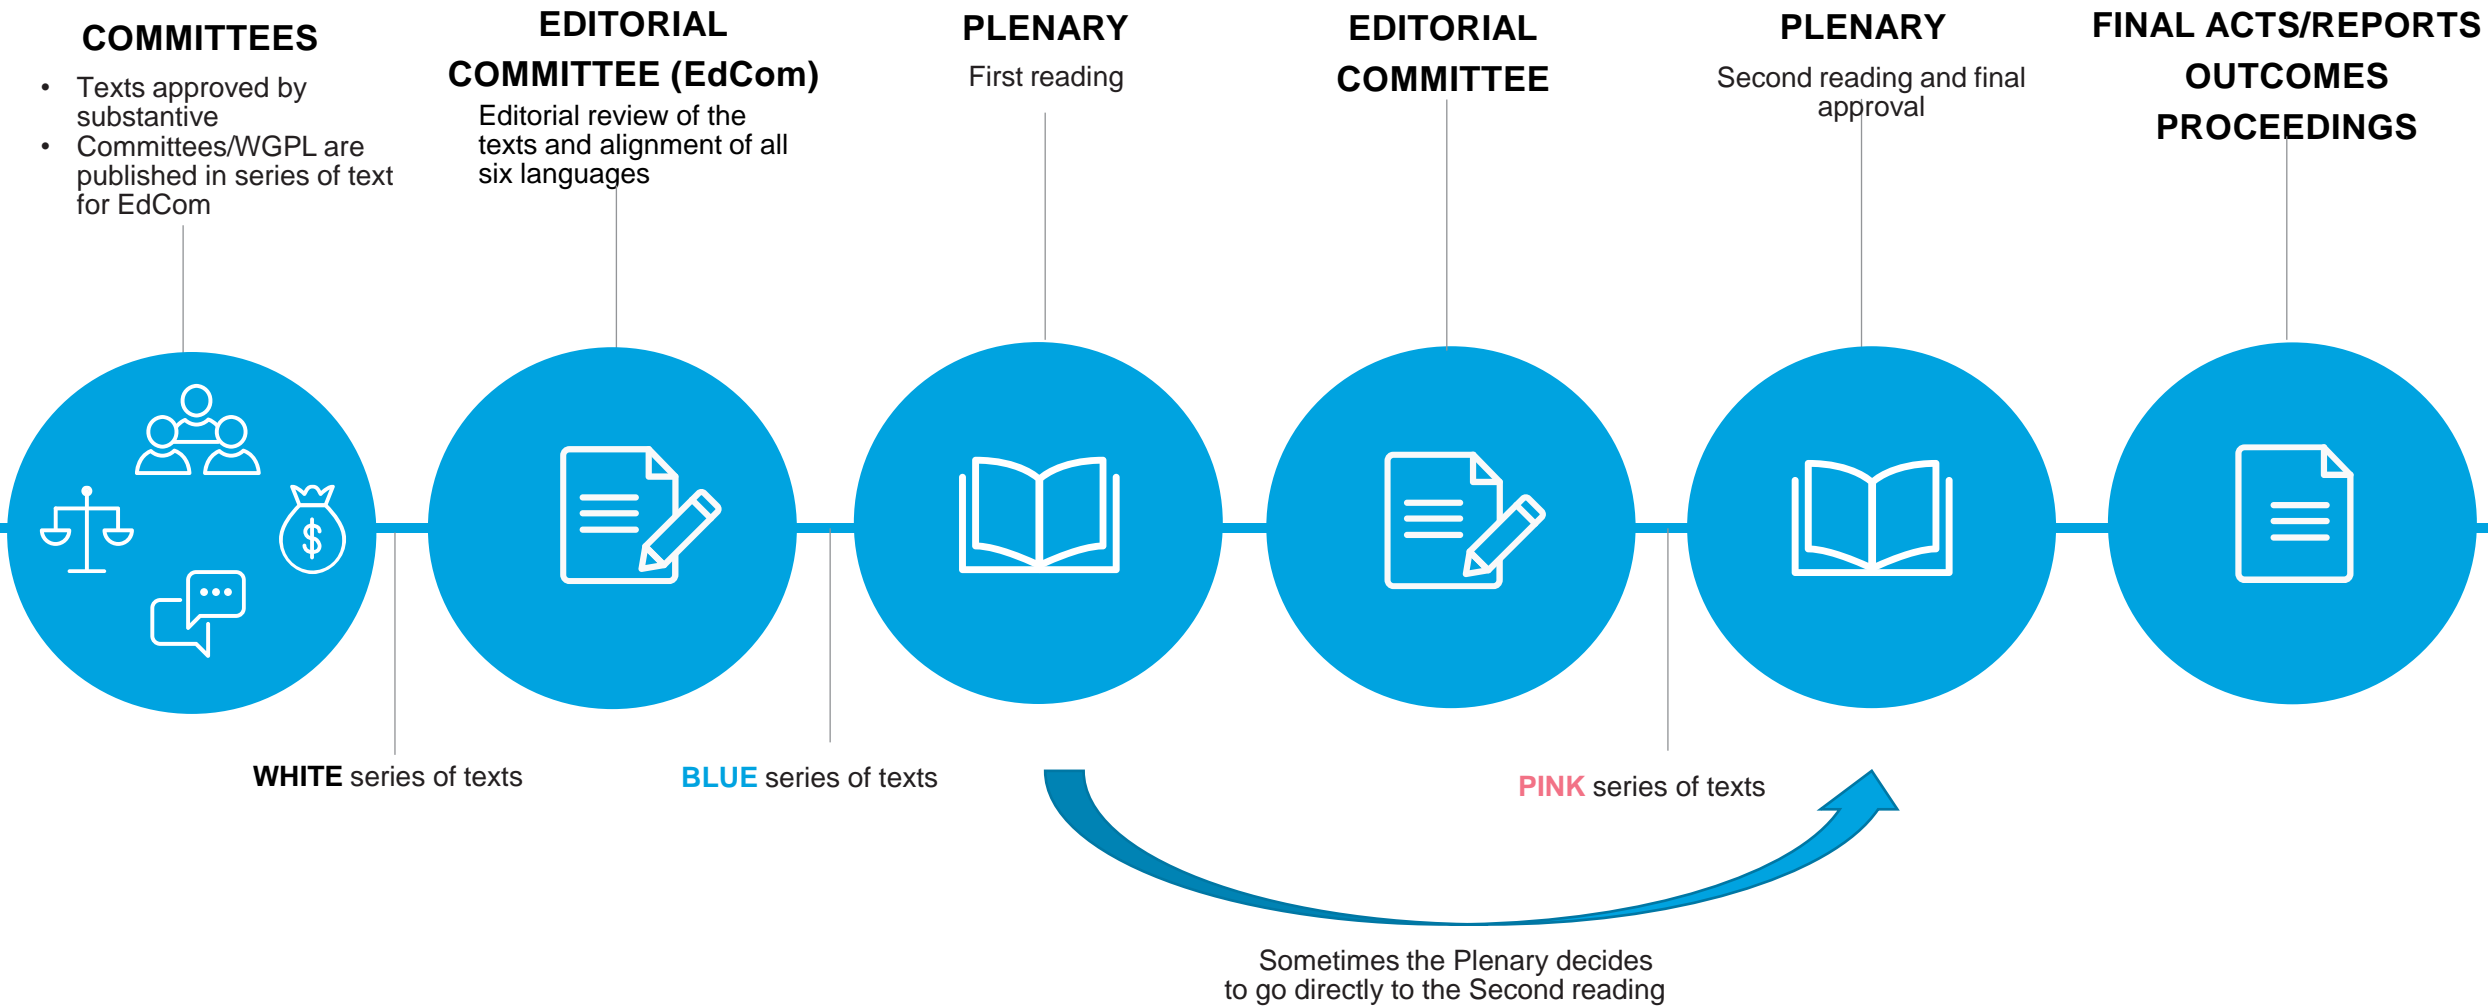 COMMITTEES
• Texts approved by
substantive
• Committees/WGPL are
published in series of text
for EdCom
EDITORIAL
COMMITTEE (EdCom)
Editorial review of the
texts and alignment of all
six languages
PLENARY
First reading
EDITORIAL
COMMITTEE
PLENARY
Second reading and final
approval
FINAL ACTS/REPORTS
OUTCOMES
PROCEEDINGS
$
WHITE series of texts
BLUE series of texts
PINK series of texts
Sometimes the Plenary decides
to go directly to the Second reading